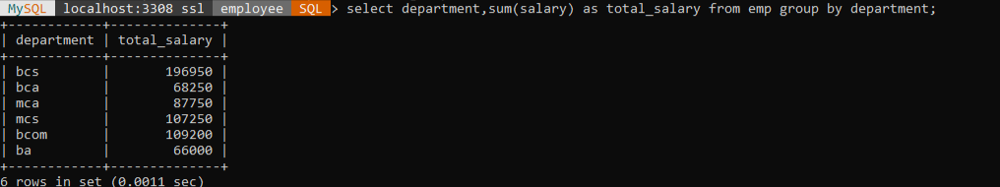 MySQL localhost:3308 ssl employee SQL > select department,sum(salary) as total_salary from emp group by department;
+------------+--------------+
| department | total_salary |
+------------+--------------+
| bcs        |       196950 |
| bca        |        68250 |
| mca        |        87750 |
| mcs        |       107250 |
| bcom       |       109200 |
| ba         |        66000 |
+------------+--------------+
6 rows in set (0.0011 sec)